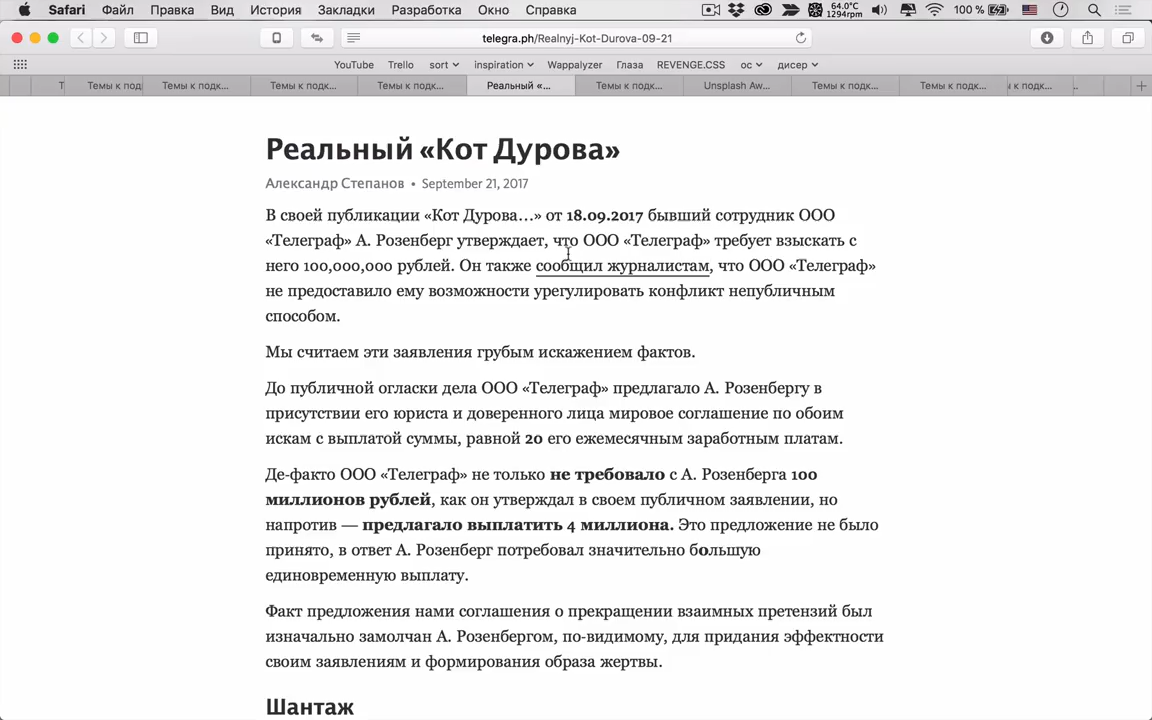 Safari Файл Правка Вид История Закладки Разработка Окно Справка 64.0°C 1294rpm 100 %
telegra.ph/Realnyj-Kot-Durova-09-21
YouTube Trello sort inspiration Wappalyzer Глаза REVENGE.CSS ос дисер
Т Темы к под Темы к подк... Темы к подк... Темы к подк... Реальный «... Темы к подк... Unsplash Aw... Темы к подк... Темы к подк... к подк... ..
Реальный «Кот Дурова»
Александр Степанов • September 21, 2017
В своей публикации «Кот Дурова…» от 18.09.2017 бывший сотрудник ООО
«Телеграф» А. Розенберг утверждает, что ООО «Телеграф» требует взыскать с
него 100,000,000 рублей. Он также сообщил журналистам, что ООО «Телеграф»
не предоставило ему возможности урегулировать конфликт непубличным
способом.
Мы считаем эти заявления грубым искажением фактов.
До публичной огласки дела ООО «Телеграф» предлагало А. Розенбергу в
присутствии его юриста и доверенного лица мировое соглашение по обоим
искам с выплатой суммы, равной 20 его ежемесячным заработным платам.
Де-факто ООО «Телеграф» не только не требовало с А. Розенберга 100
миллионов рублей, как он утверждал в своем публичном заявлении, но
напротив — предлагало выплатить 4 миллиона. Это предложение не было
принято, в ответ А. Розенберг потребовал значительно большую
единовременную выплату.
Факт предложения нами соглашения о прекращении взаимных претензий был
изначально замолчан А. Розенбергом, по-видимому, для придания эффектности
своим заявлениям и формирования образа жертвы.
Шантаж